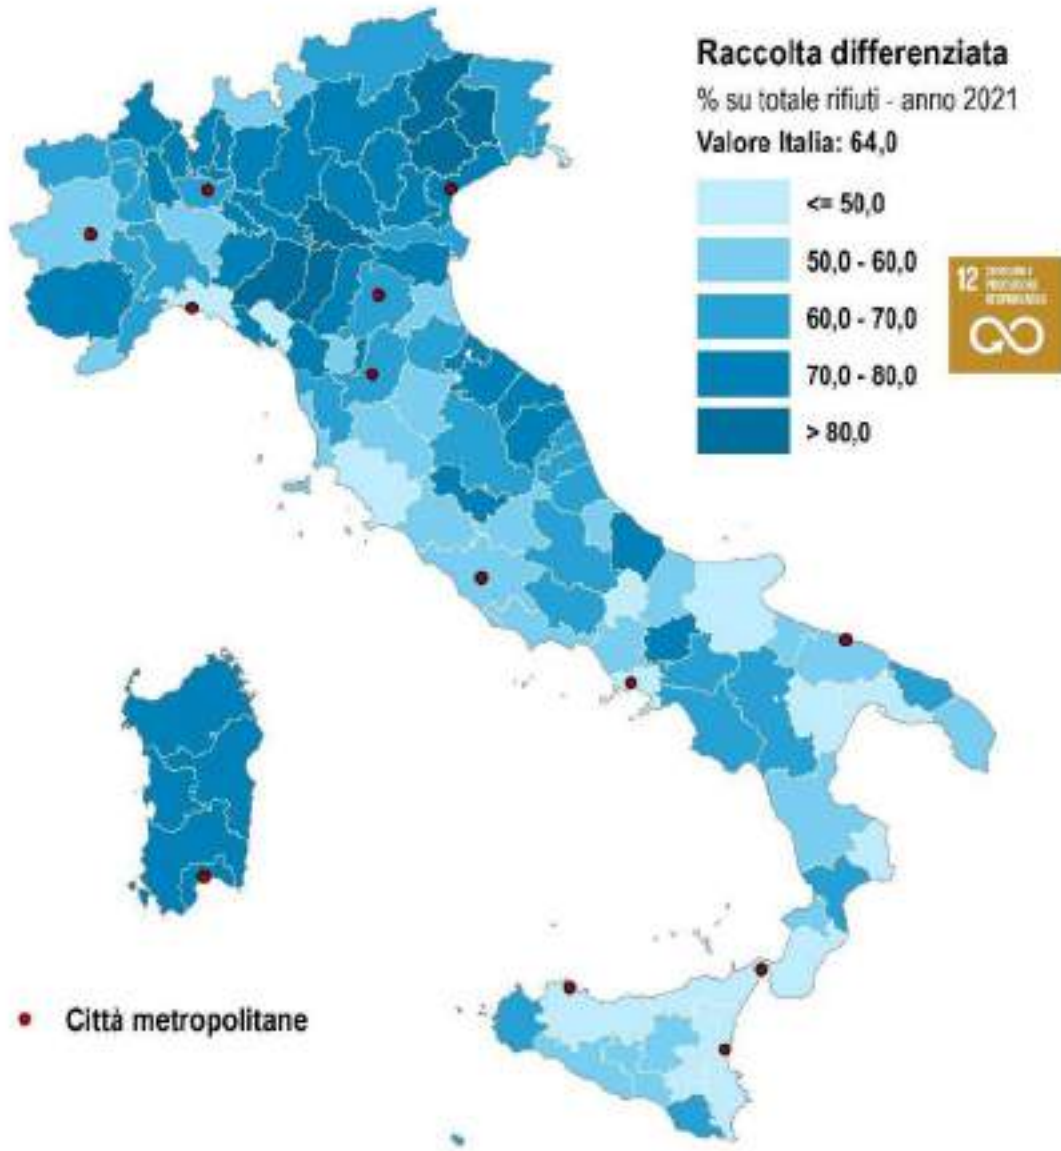 Raccolta differenziata
% su totale rifiuti - anno 2021
Valore Italia: 64,0
<= 50,0
50,0 - 60,0
60,0 - 70,0
70,0 - 80,0
> 80,0
12
Città metropolitane